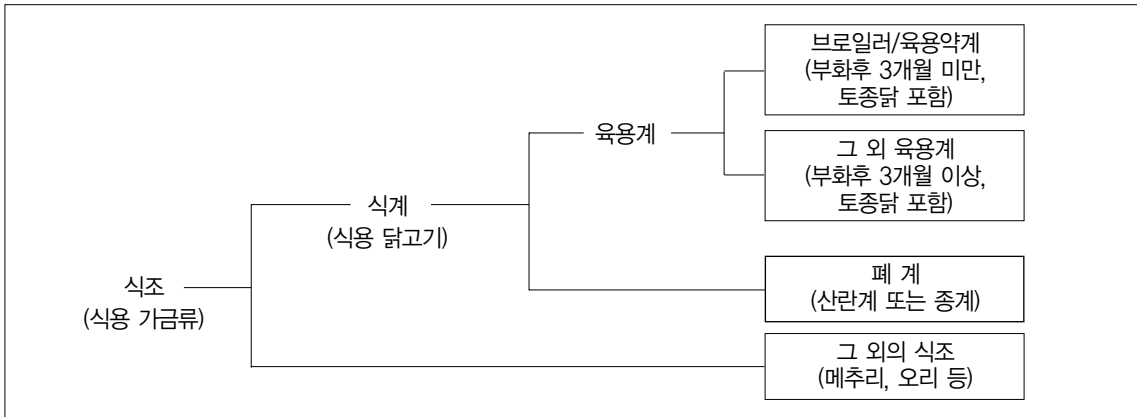 브로일러/육용약계
(부화후 3개월 미만,
토종닭 포함)
육용계
그 외 육용계
(부화후 3개월 이상,
토종닭 포함)
식계
(식용 닭고기)
폐 계
(산란계 또는 종계)
식조
(식용 가금류)
그 외의 식조
(메추리, 오리 등)